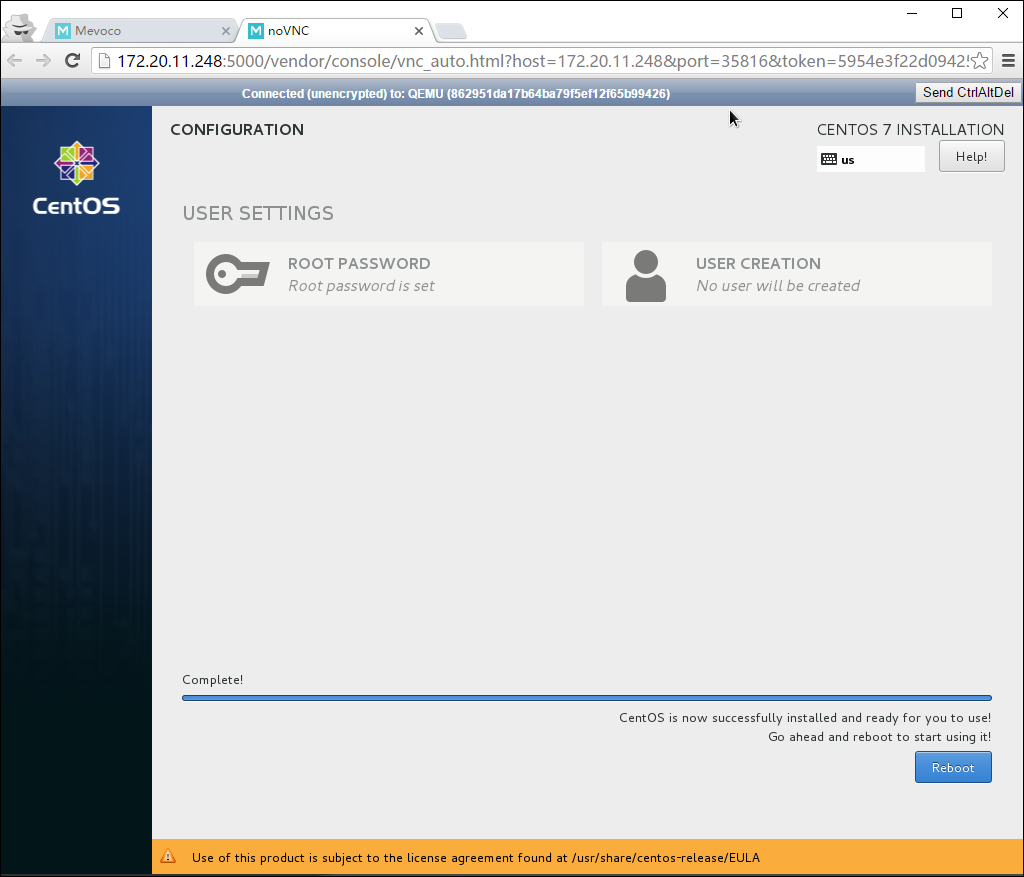 Mevoco
noVNC
172.20.11.248:5000/vendor/console/vnc_auto.html?host=172.20.11.248&port=35816&token=5954e3f22d0942
Connected (unencrypted) to: QEMU (862951da17b64ba79f5ef12f65b99426)
Send CtrlAltDel
CentOS
CONFIGURATION
CENTOS 7 INSTALLATION
us
Help!
USER SETTINGS
ROOT PASSWORD
Root password is set
USER CREATION
No user will be created
Complete!
CentOS is now successfully installed and ready for you to use!
Go ahead and reboot to start using it!
Reboot
Use of this product is subject to the license agreement found at /usr/share/centos-release/EULA